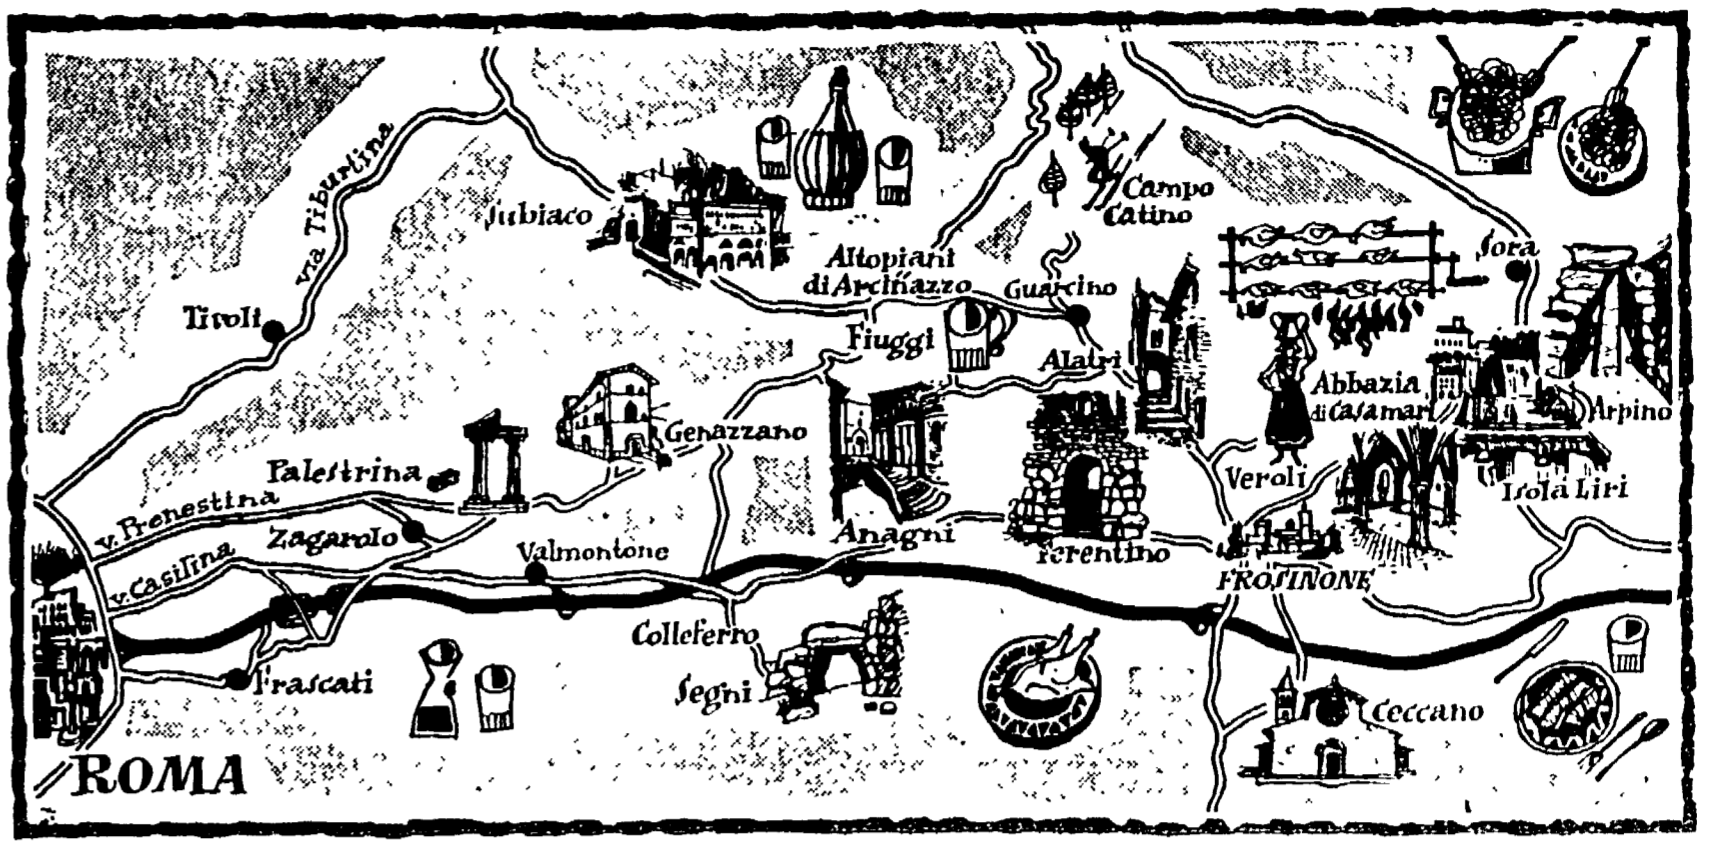 via Tiburtina
Subiaco
Campo
Catino
Sora
Altopiani
di Arcinazzo
Guarcino
Tivoli
Fiuggi
Alatri
Abbazia
di Casamari
Arpino
Genazzano
Palestrina
Veroli
Isola Liri
v. Prenestina
Zagarolo
Valmontone
Anagni
Ferentino
v. Casilina
FROSINONE
Colleferro
Frascati
Segni
Ceccano
ROMA